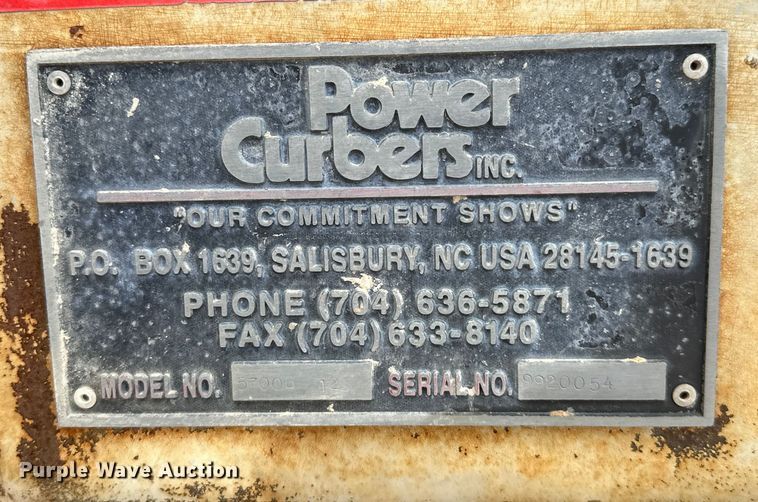 Power
Curbers INC.
"OUR COMMITMENT SHOWS"
P.O. BOX 1639, SALISBURY, NC USA 28145-1639
PHONE (704) 636-5871
FAX (704) 633-8140
MODEL NO. SERIAL NO. 9920054
Purple Wave Auction